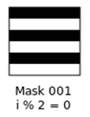 Mask 001
i % 2 = 0